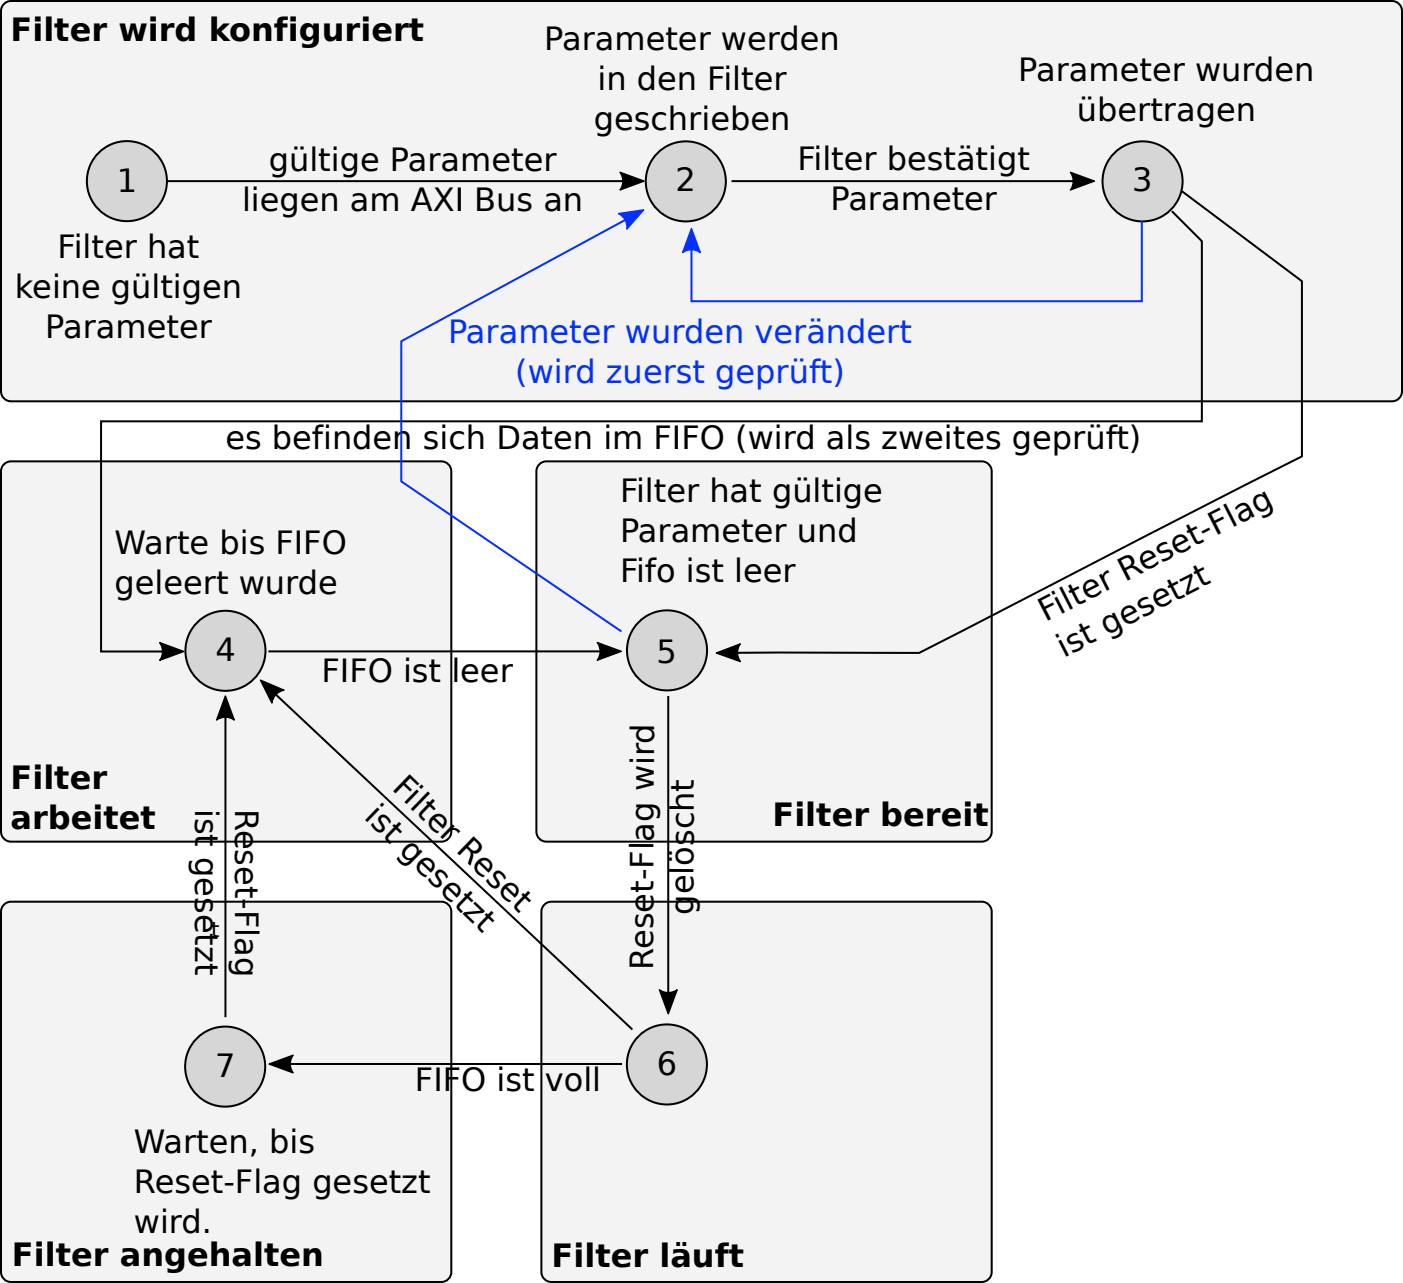 Filter wird konfiguriert
Parameter werden
in den Filter
geschrieben
Parameter wurden
übertragen
1
gültige Parameter
liegen am AXI Bus an
2
Filter bestätigt
Parameter
3
Filter hat
keine gültigen
Parameter
Parameter wurden verändert
(wird zuerst geprüft)
es befinden sich Daten im FIFO (wird als zweites geprüft)
Warte bis FIFO
geleert wurde
Filter hat gültige
Parameter und
Fifo ist leer
Filter Reset-Flag
ist gesetzt
4
FIFO ist leer
5
Filter
arbeitet
Filter bereit
Reset-Flag
ist gesetzt
Filter Reset
ist gesetzt
Reset-Flag wird
gelöscht
7
FIFO ist voll
6
Warten, bis
Reset-Flag gesetzt
wird.
Filter angehalten
Filter läuft